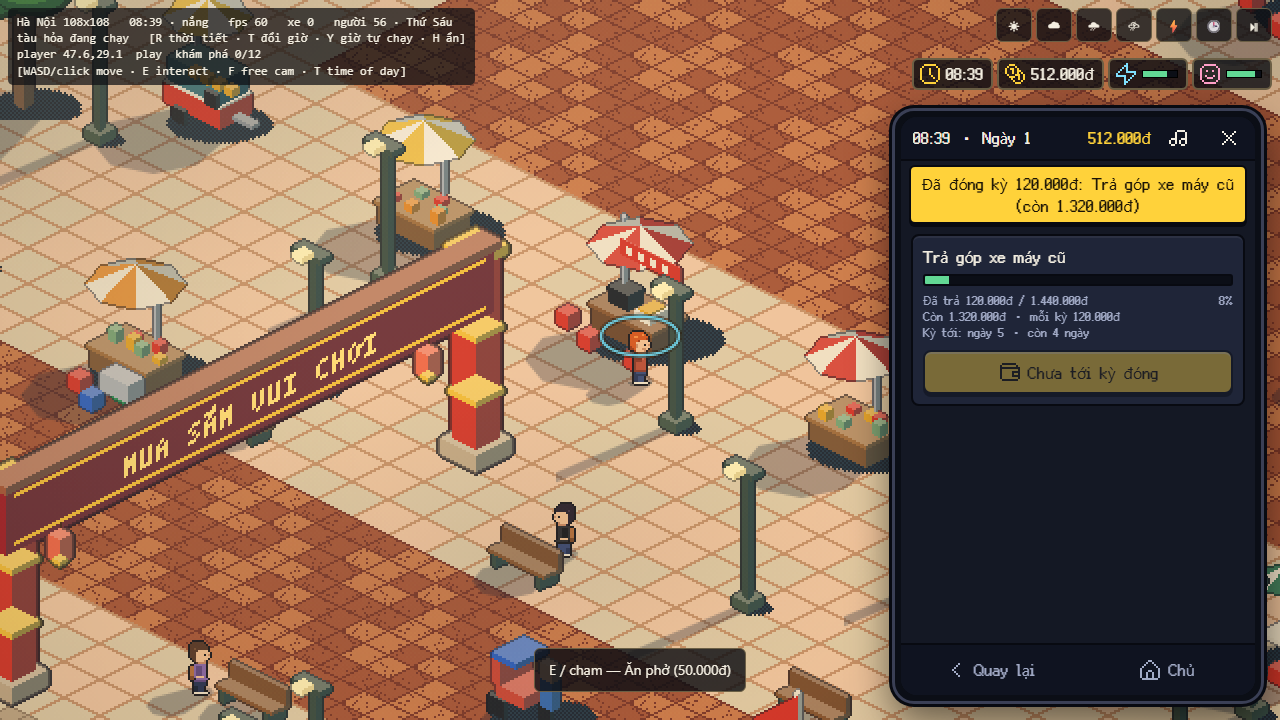 Hà Nội 108x108 08:39 · nắng fps 60 xe 0 người 56 · Thứ Sáu
tàu hỏa đang chạy [R thời tiết · T đổi giờ · Y giờ tự chạy · H ẩn]
player 47.6,29.1 play khám phá 0/12
[WASD/click move · E interact · F free cam · T time of day]
08:39
512.000đ
08:39 · Ngày 1 512.000đ
Đã đóng kỳ 120.000đ: Trả góp xe máy cũ
(còn 1.320.000đ)
Trả góp xe máy cũ
Đã trả 120.000đ / 1.440.000đ 8%
Còn 1.320.000đ · mỗi kỳ 120.000đ
Kỳ tới: ngày 5 · còn 4 ngày
Chưa tới kỳ đóng
MUA SẮM VUI CHƠI
E / chạm — Ăn phở (50.000đ)
Quay lại
Chủ